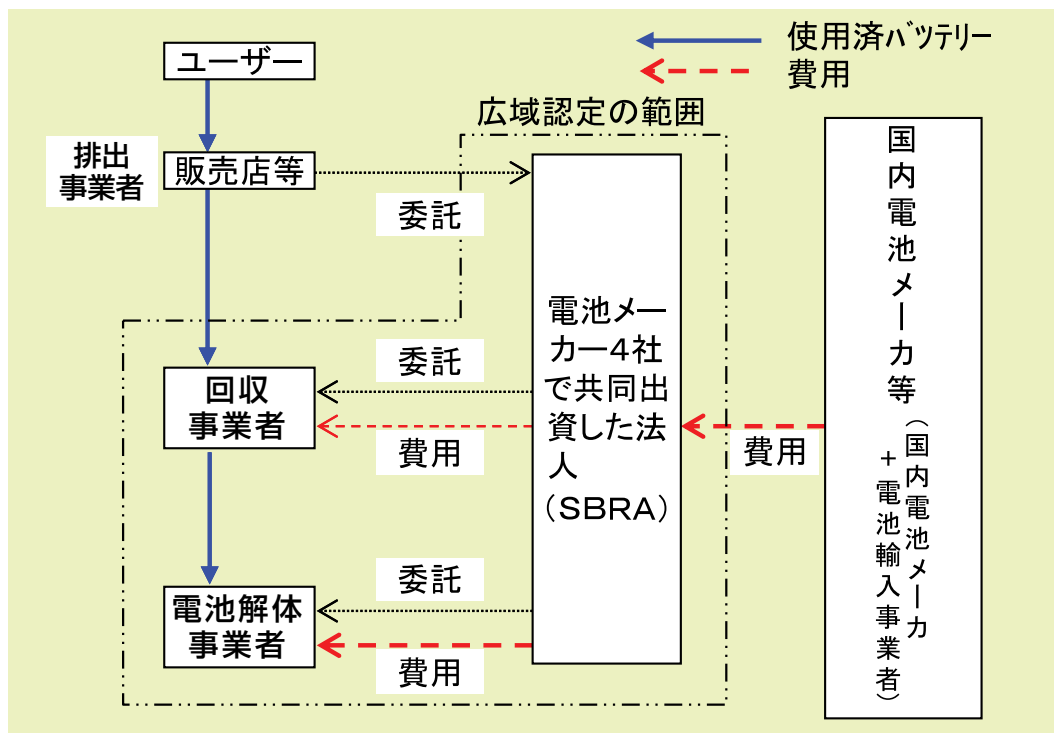 使用済ﾊﾞッテリー
費用
ユーザー
広域認定の範囲
排出
事業者
販売店等
委託
国内電池メーカ等
（国内電池メーカ
＋電池輸入事業者）
電池メー
カー４社
で共同出
資した法
人
（ＳＢＲＡ）
委託
回収
事業者
費用
費用
委託
電池解体
事業者
費用